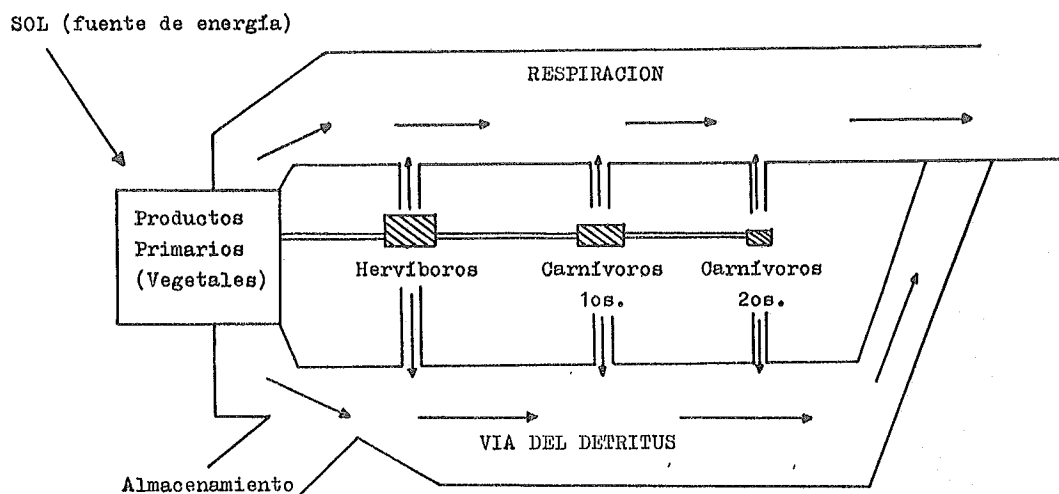 SOL (fuente de energía)
RESPIRACION
Productos
Primarios
(Vegetales)
Hervíboros
Carnívoros
1os.
Carnívoros
2os.
VIA DEL DETRITUS
Almacenamiento